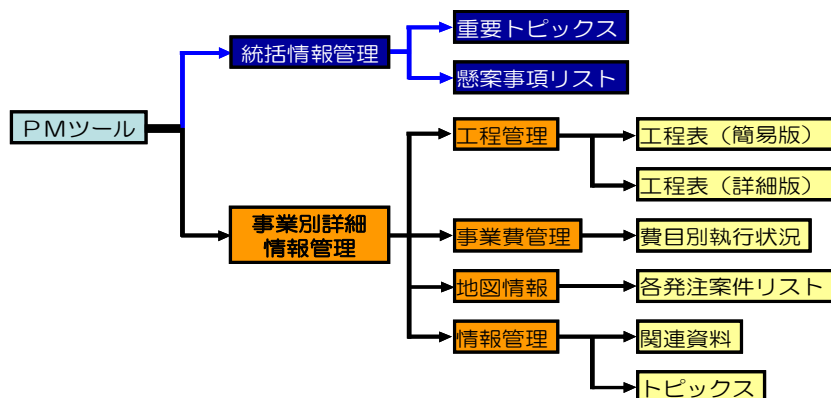 重要トピックス
統括情報管理
懸案事項リスト
PMツール
工程管理
工程表（簡易版）
工程表（詳細版）
事業別詳細
情報管理
事業費管理
費目別執行状況
地図情報
各発注案件リスト
情報管理
関連資料
トピックス